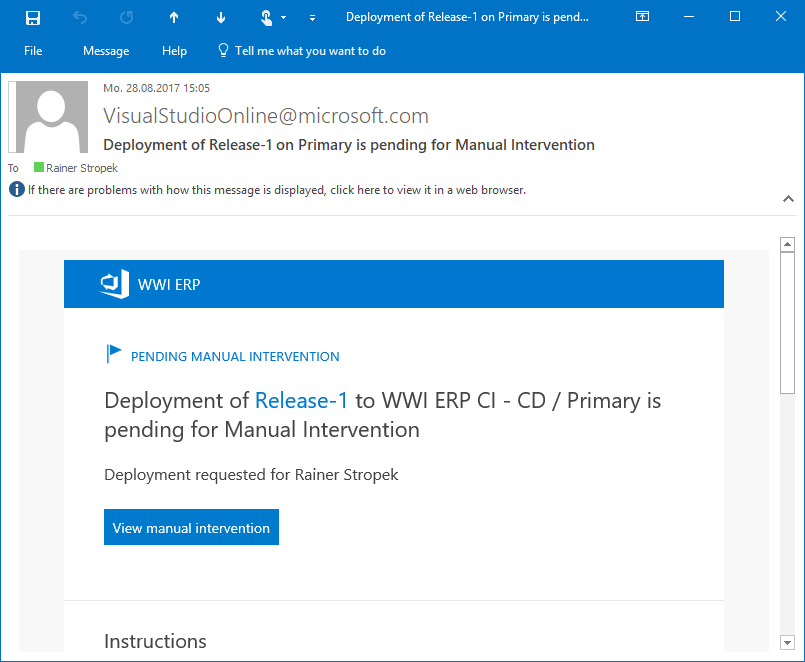 Deployment of Release-1 on Primary is pend...
File Message Help Tell me what you want to do
Mo. 28.08.2017 15:05
VisualStudioOnline@microsoft.com
Deployment of Release-1 on Primary is pending for Manual Intervention
To Rainer Stropek
If there are problems with how this message is displayed, click here to view it in a web browser.
WWI ERP
PENDING MANUAL INTERVENTION
Deployment of Release-1 to WWI ERP CI - CD / Primary is
pending for Manual Intervention
Deployment requested for Rainer Stropek
View manual intervention
Instructions